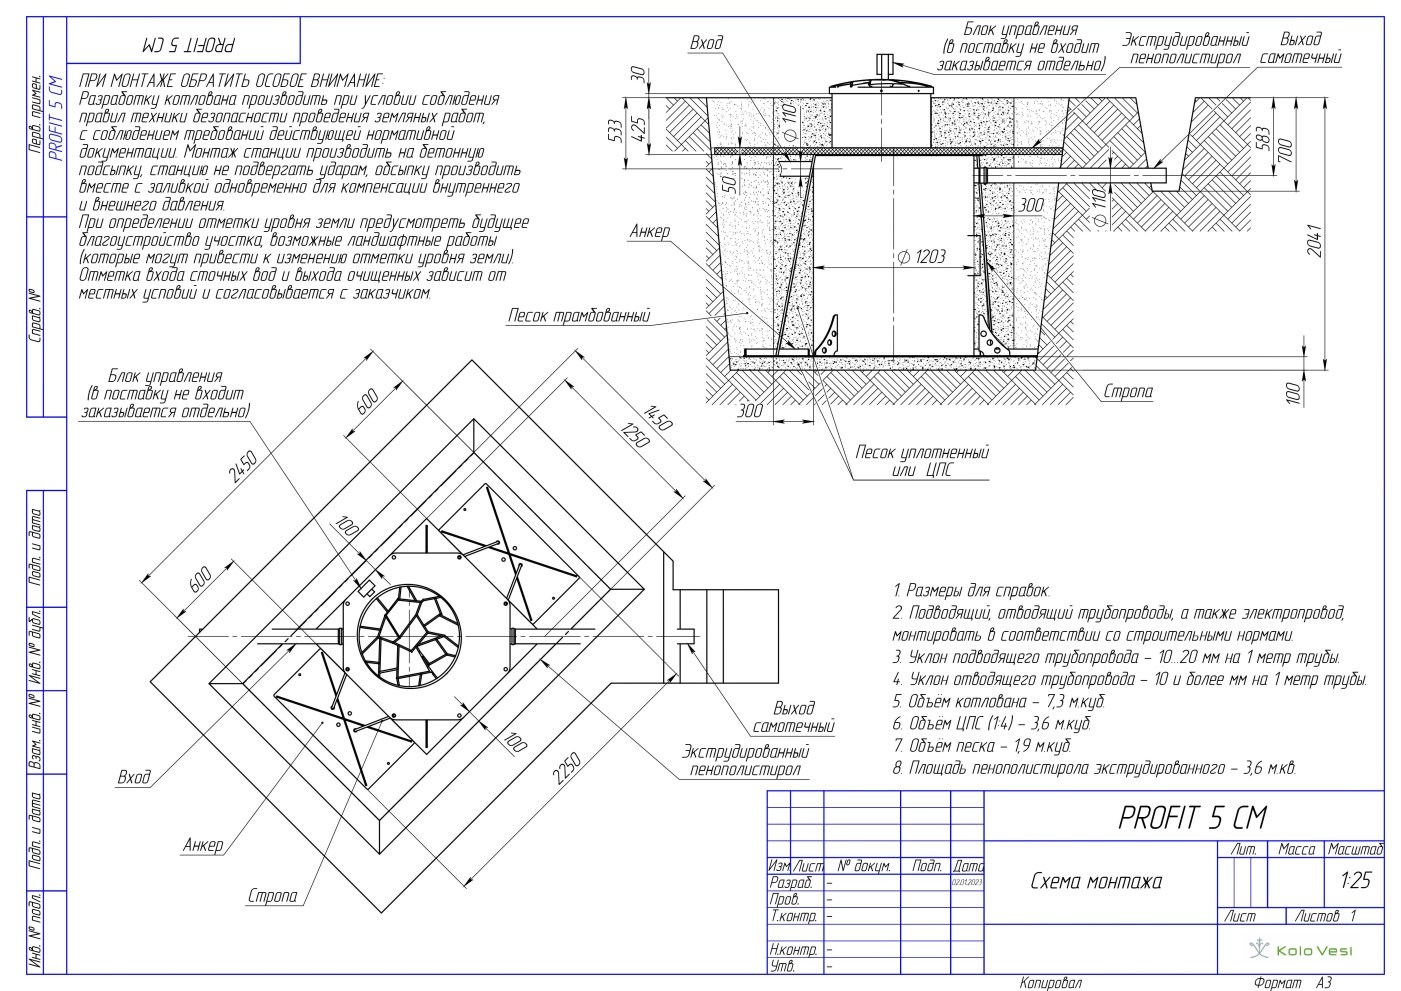 PROFIT 5 СМ
Перв. примен.
PROFIT 5 СМ
Справ. №
Подп. и дата
Инв. № дубл.
Взам. инв. №
Подп. и дата
Инв. № подл.
ПРИ МОНТАЖЕ ОБРАТИТЬ ОСОБОЕ ВНИМАНИЕ:
Разработку котлована производить при условии соблюдения
правил техники безопасности проведения земляных работ,
с соблюдением требований действующей нормативной
документации. Монтаж станции производить на бетонную
подсыпку, станцию не подвергать ударам, обсыпку производить
вместе с заливкой одновременно для компенсации внутреннего
и внешнего давления.
При определении отметки уровня земли предусмотреть будущее
благоустройство участка, возможные ландшафтные работы
(которые могут привести к изменению отметки уровня земли).
Отметка входа сточных вод и выхода очищенных зависит от
местных условий и согласовывается с заказчиком.
Вход
Блок управления
(в поставку не входит
заказывается отдельно)
Экструдированный
пенополистирол
Выход
самотечный
30
533
425
Ø 110
50
583
700
Ø 110
300
2041
Анкер
Ø 1203
Песок трамбованный
100
Стропа
300
Песок уплотненный
или ЦПС
Блок управления
(в поставку не входит
заказывается отдельно)
600
1450
1250
2450
100
600
Выход
самотечный
100
Экструдированный
пенополистирол
2250
Вход
Анкер
Стропа
1. Размеры для справок.
2. Подводящий, отводящий трубопроводы, а также электропровод,
монтировать в соответствии со строительными нормами.
3. Уклон подводящего трубопровода – 10...20 мм на 1 метр трубы.
4. Уклон отводящего трубопровода – 10 и более мм на 1 метр трубы.
5. Объём котлована – 7,3 м.куб.
6. Объём ЦПС (1:4) – 3,6 м.куб.
7. Объём песка – 1,9 м.куб.
8. Площадь пенополистирола экструдированного – 3,6 м.кв.
PROFIT 5 СМ
Изм. Лист № докум. Подп. Дата
Разраб. – 02.01.2023
Пров. –
Т.контр. –
Н.контр. –
Утв. –
Схема монтажа
Лит. Масса Масштаб
1:25
Лист Листов 1
Kolo Vesi
Копировал Формат А3